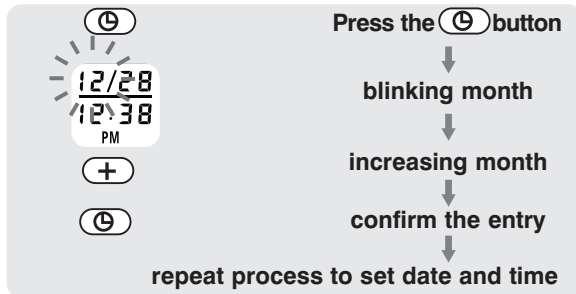 Press the button
12/28
blinking month
12:38
PM
increasing month
+
confirm the entry
repeat process to set date and time